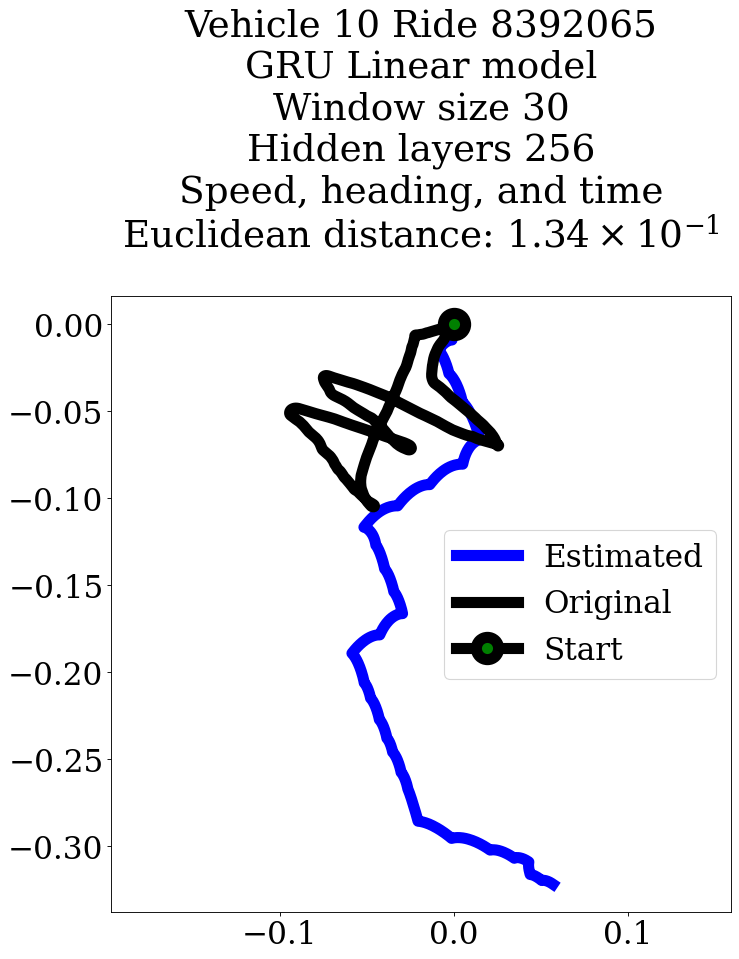 Vehicle 10 Ride 8392065
GRU Linear model
Window size 30
Hidden layers 256
Speed, heading, and time
Euclidean distance: 1.34 × 10⁻¹
0.00
−0.05
−0.10
−0.15
−0.20
−0.25
−0.30
Estimated
Original
Start
−0.1
0.0
0.1